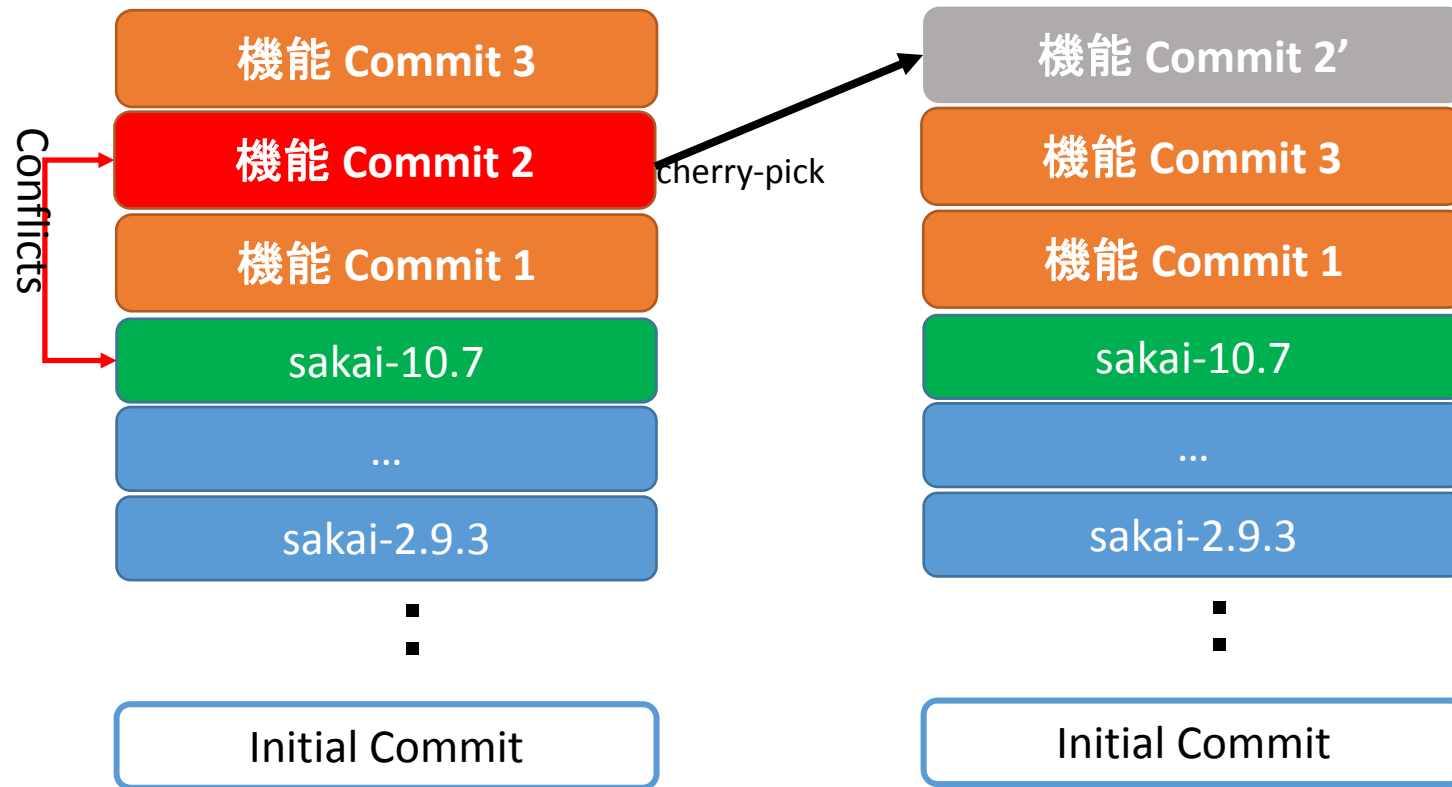 機能 Commit 3
機能 Commit 2
機能 Commit 1
sakai-10.7
...
sakai-2.9.3
Initial Commit
Conflicts
cherry-pick
機能 Commit 2’
機能 Commit 3
機能 Commit 1
sakai-10.7
...
sakai-2.9.3
Initial Commit